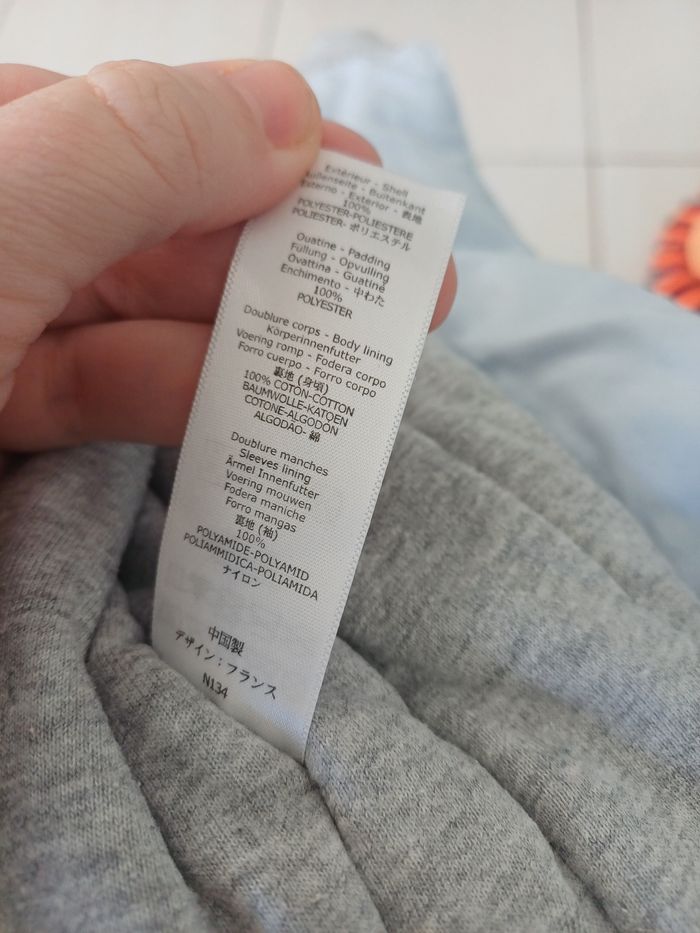 Extérieur - Shell
Außenseite - Buitenkant
Externo - Exterior - 表地
100%
POLYESTER-POLIESTERE
POLIESTER- ポリエステル
Ouatine - Padding
Füllung - Opvulling
Ovattina - Guatine
Enchimento - 中わた
100%
POLYESTER
Doublure corps - Body lining
Körperinnenfutter
Voering romp - Fodera corpo
Forro cuerpo - Forro corpo
裏地 (身頃)
100% COTON-COTTON
BAUMWOLLE-KATOEN
COTONE-ALGODÓN
ALGODÃO- 綿
Doublure manches
Sleeves lining
Ärmel Innenfutter
Voering mouwen
Fodera maniche
Forro mangas
裏地 (袖)
100%
POLYAMIDE-POLYAMID
POLIAMMIDICA-POLIAMIDA
ナイロン
中国製
デザイン：フランス
N134